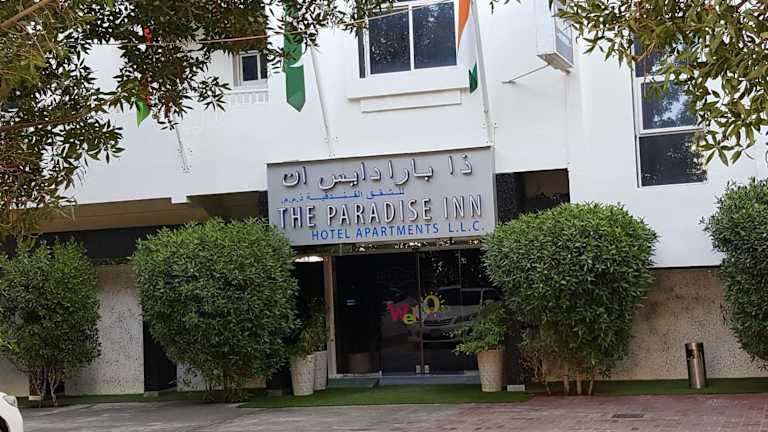 ذا بارادايس ان
للشقق الفندقية ذ.م.م.
THE PARADISE INN
HOTEL APARTMENTS L.L.C.